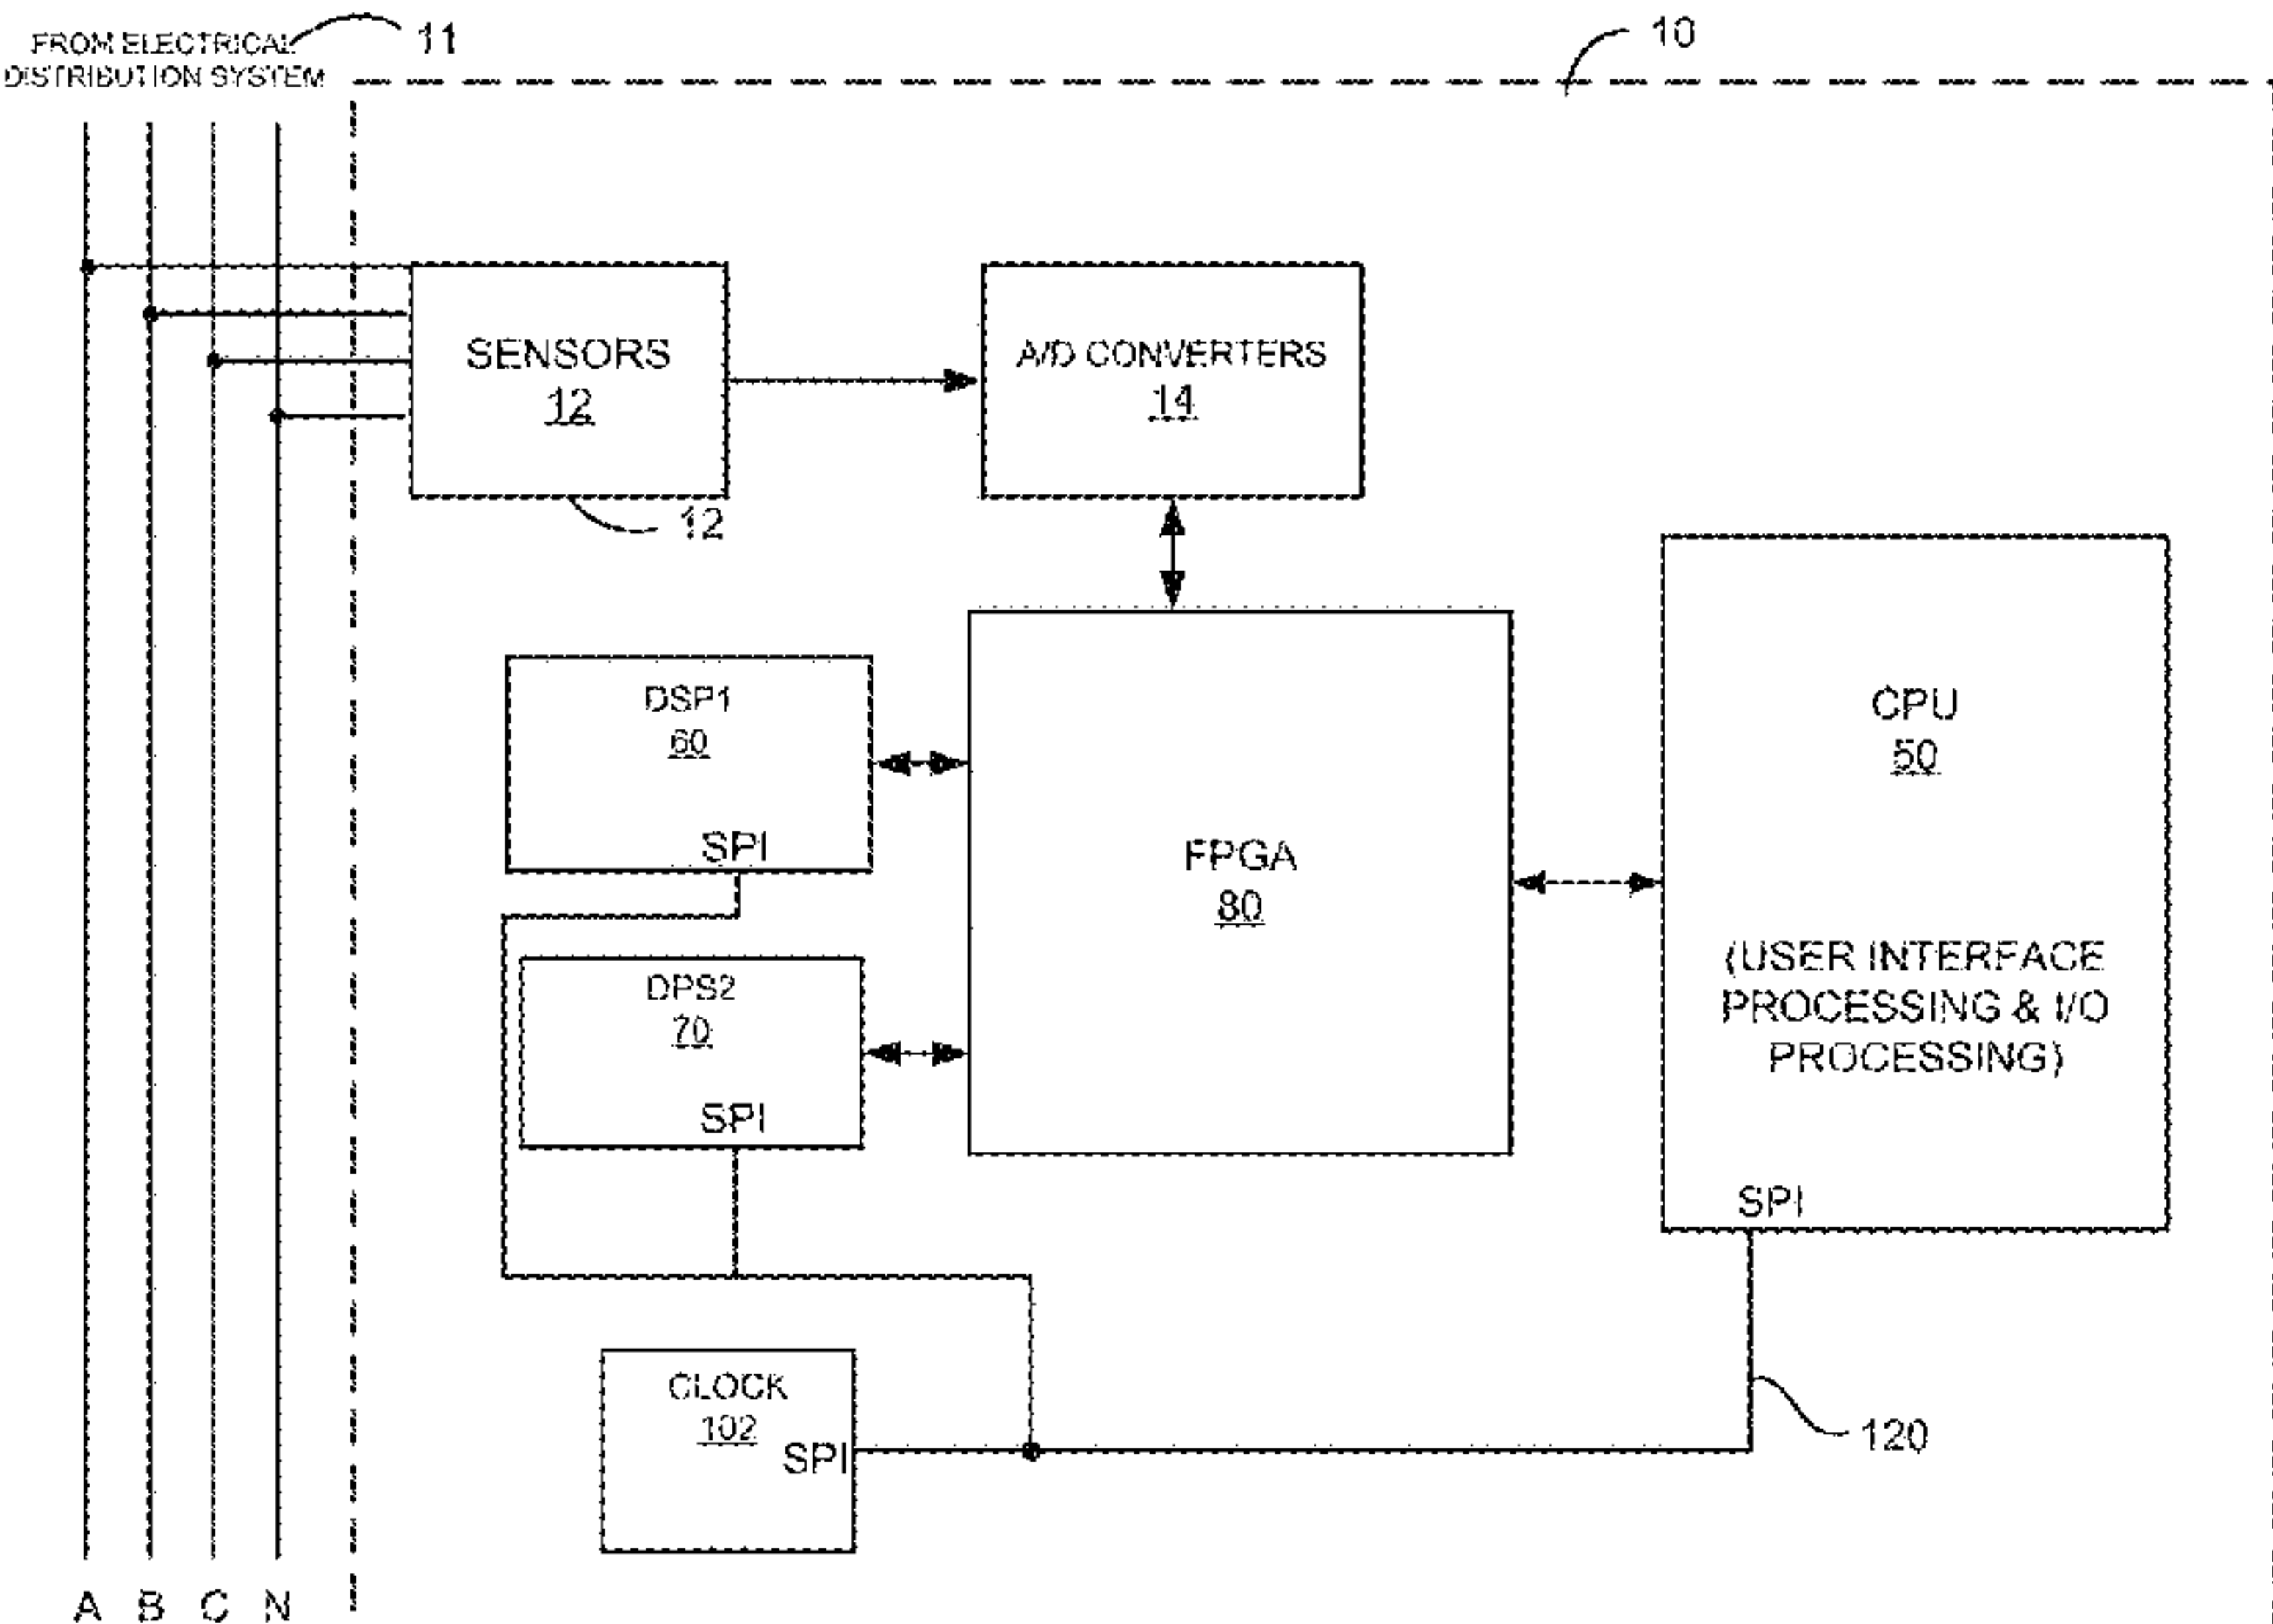 FROM ELECTRICAL
DISTRIBUTION SYSTEM
11
10
SENSORS
12
A/D CONVERTERS
14
12
DSP1
60
SPI
FPGA
80
CPU
50
(USER INTERFACE
PROCESSING & I/O
PROCESSING)
SPI
DPS2
70
SPI
CLOCK
102
SPI
120
A B C N